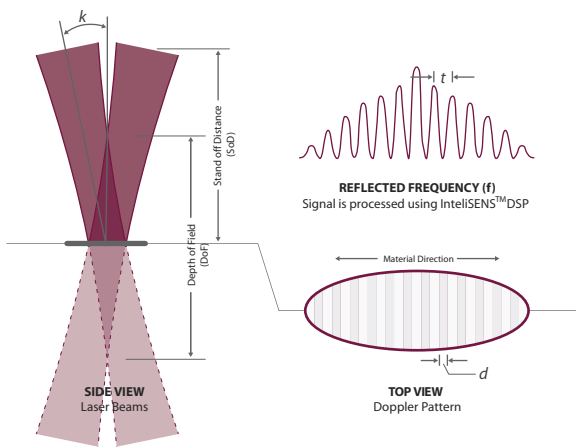 k
Stand off Distance
(SoD)
Depth of Field
(DoF)
SIDE VIEW
Laser Beams
t
REFLECTED FREQUENCY (f)
Signal is processed using InteliSENS™DSP
Material Direction
d
TOP VIEW
Doppler Pattern